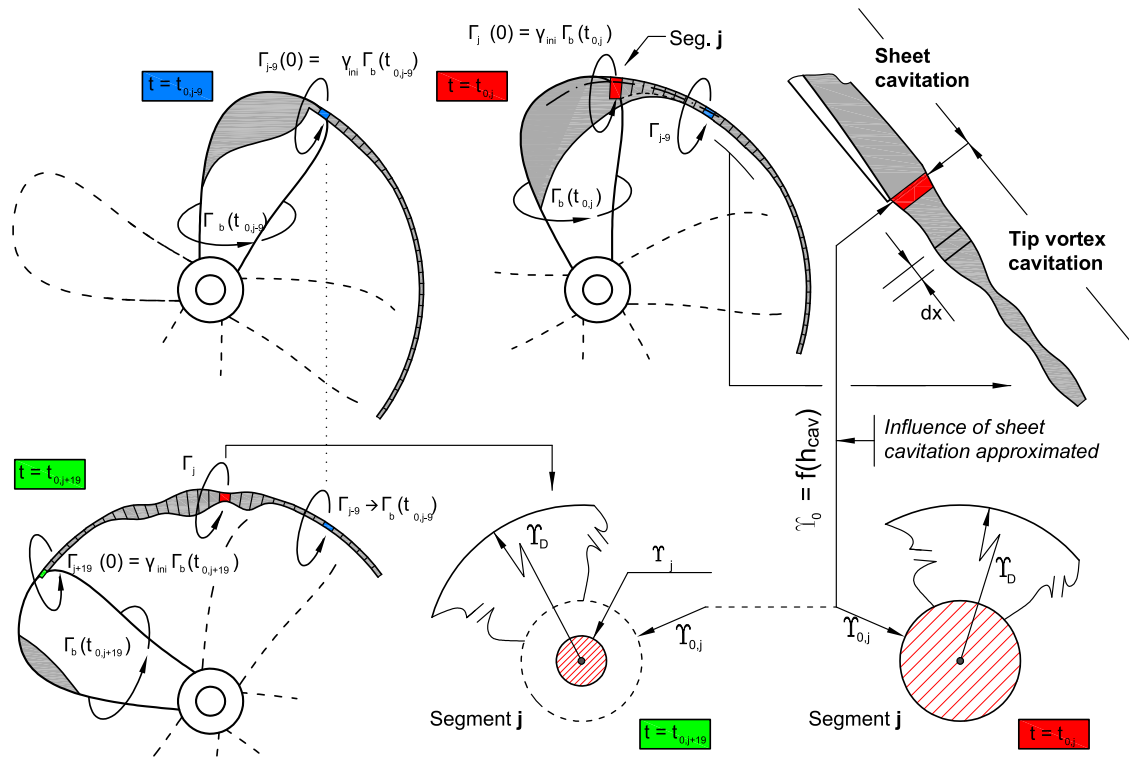 Γj-9(0) = γini Γb(t0,j-9)
t = t0,j-9
Γb(t0,j-9)
Γj (0) = γini Γb(t0,j)
Seg. j
t = t0,j
Γj-9
Γb(t0,j)
Sheet
cavitation
Tip vortex
cavitation
dx
ϒ0 = f(hcav)
Influence of sheet
cavitation approximated
t = t0,j+19
Γj
Γj-9 → Γb(t0,j-9)
Γj+19 (0) = γini Γb(t0,j+19)
Γb(t0,j+19)
ϒD
ϒj
ϒ0,j
Segment j
t = t0,j+19
ϒD
ϒ0,j
Segment j
t = t0,j